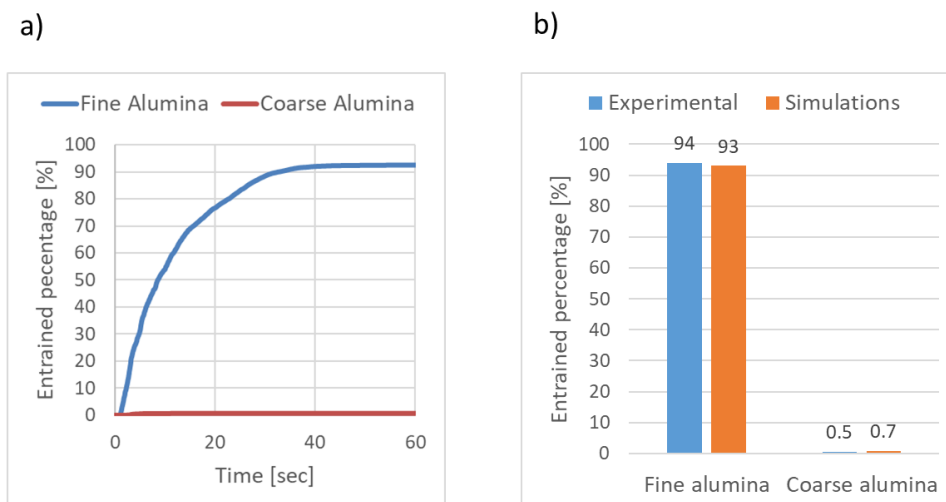 a)
Fine Alumina
Coarse Alumina
Entrained pecentage [%]
100
90
80
70
60
50
40
30
20
10
0
0 20 40 60
Time [sec]
b)
Experimental
Simulations
Entrained percentage [%]
100
90
80
70
60
50
40
30
20
10
0
94 93
0.5 0.7
Fine alumina Coarse alumina